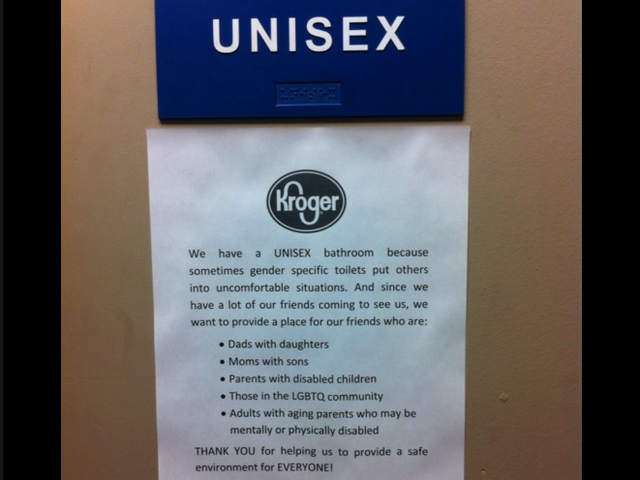 UNISEX
Kroger
We have a UNISEX bathroom because
sometimes gender specific toilets put others
into uncomfortable situations. And since we
have a lot of our friends coming to see us, we
want to provide a place for our friends who are:
• Dads with daughters
• Moms with sons
• Parents with disabled children
• Those in the LGBTQ community
• Adults with aging parents who may be
mentally or physically disabled
THANK YOU for helping us to provide a safe
environment for EVERYONE!